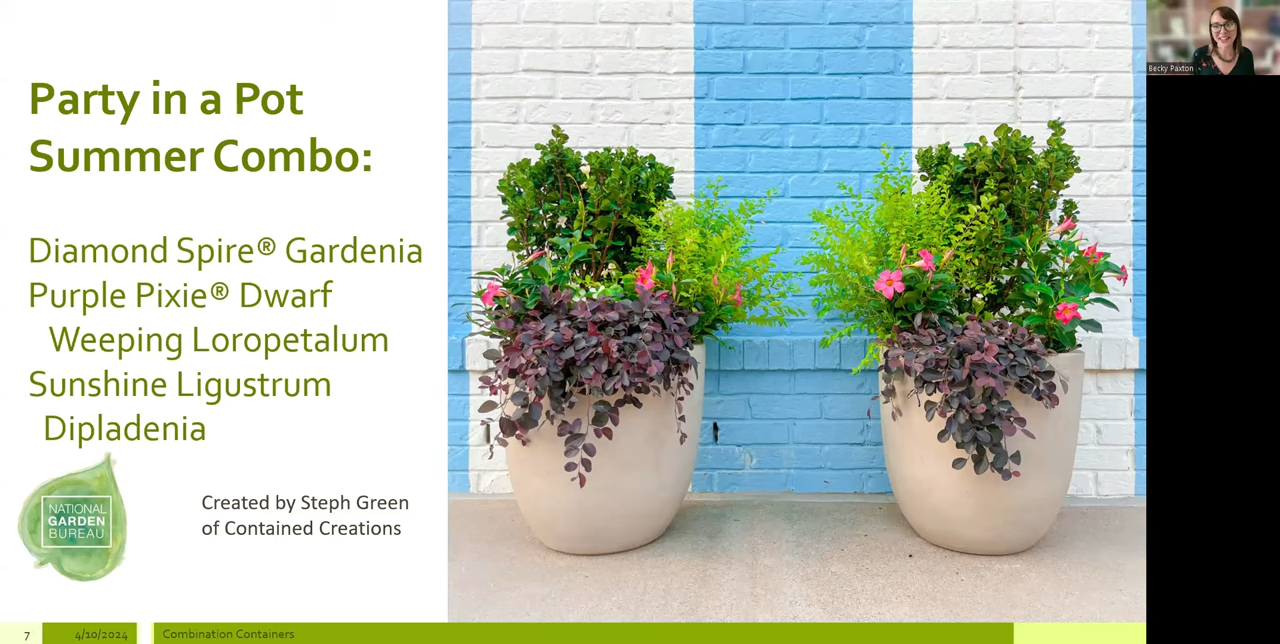 Party in a Pot
Summer Combo:
Diamond Spire® Gardenia
Purple Pixie® Dwarf
Weeping Loropetalum
Sunshine Ligustrum
Dipladenia
NATIONAL
GARDEN
BUREAU
Created by Steph Green
of Contained Creations
7
4/10/2024
Combination Containers
Becky Paxton